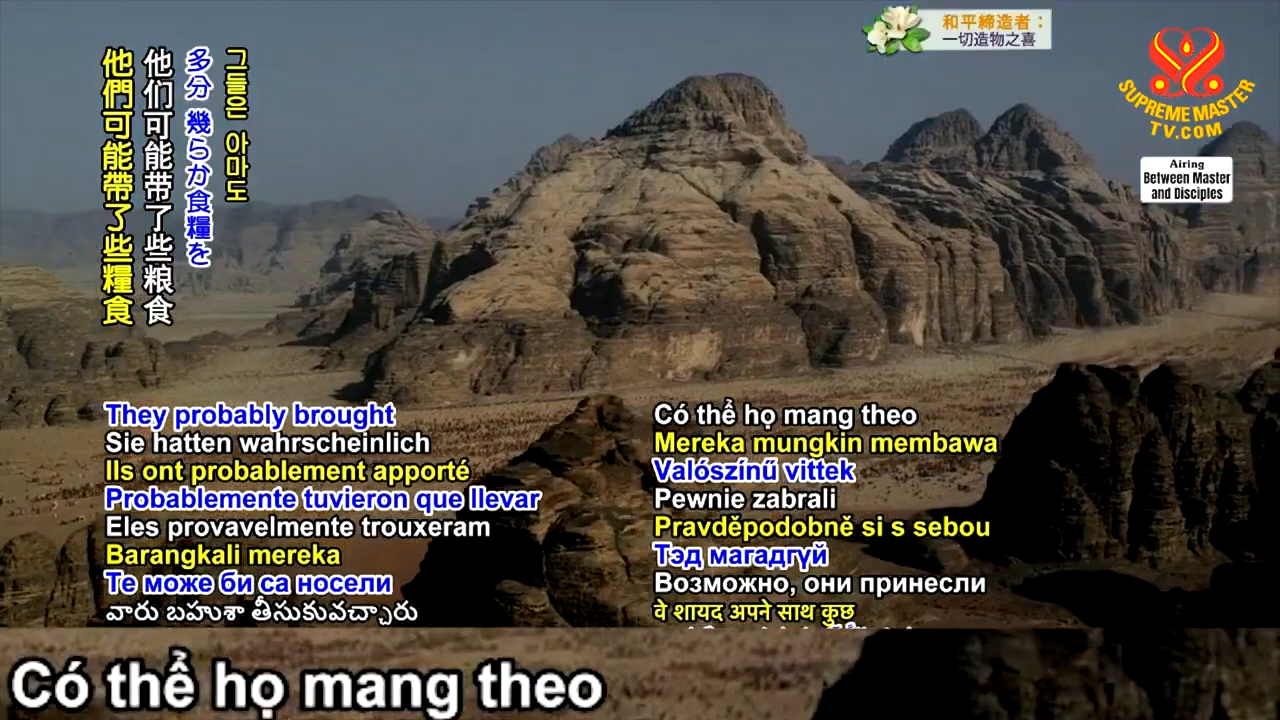 和平締造者：
一切造物之喜
SUPREME MASTER
TV.COM
Airing
Between Master
and Disciples
그들은 아마도
多分 幾らか食糧を
他们可能带了些粮食
他們可能帶了些糧食
They probably brought
Sie hatten wahrscheinlich
Ils ont probablement apporté
Probablemente tuvieron que llevar
Eles provavelmente trouxeram
Barangkali mereka
Те може би са носели
వారు బహుశా తీసుకువచ్చారు
Có thể họ mang theo
Mereka mungkin membawa
Valószínű vittek
Pewnie zabrali
Pravděpodobně si s sebou
Тэд магадгүй
Возможно, они принесли
वे शायद अपने साथ कुछ
Có thể họ mang theo